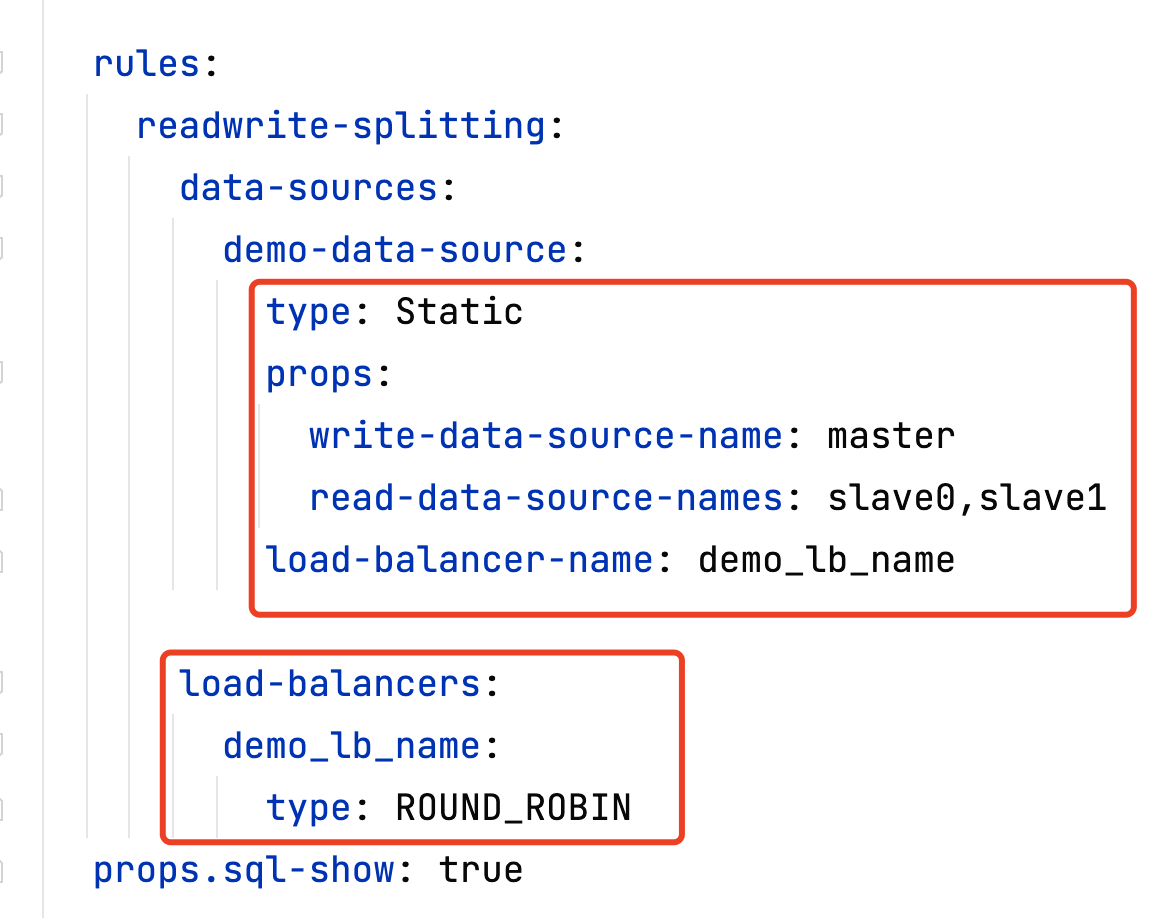 rules:
readwrite-splitting:
data-sources:
demo-data-source:
type: Static
props:
write-data-source-name: master
read-data-source-names: slave0,slave1
load-balancer-name: demo_lb_name
load-balancers:
demo_lb_name:
type: ROUND_ROBIN
props.sql-show: true